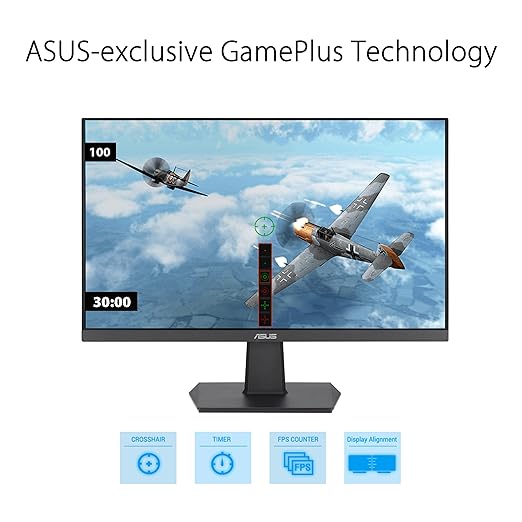 ASUS-exclusive GamePlus Technology
100
30:00
ASUS
CROSSHAIR
TIMER
FPS COUNTER
Display Alignment
FPS